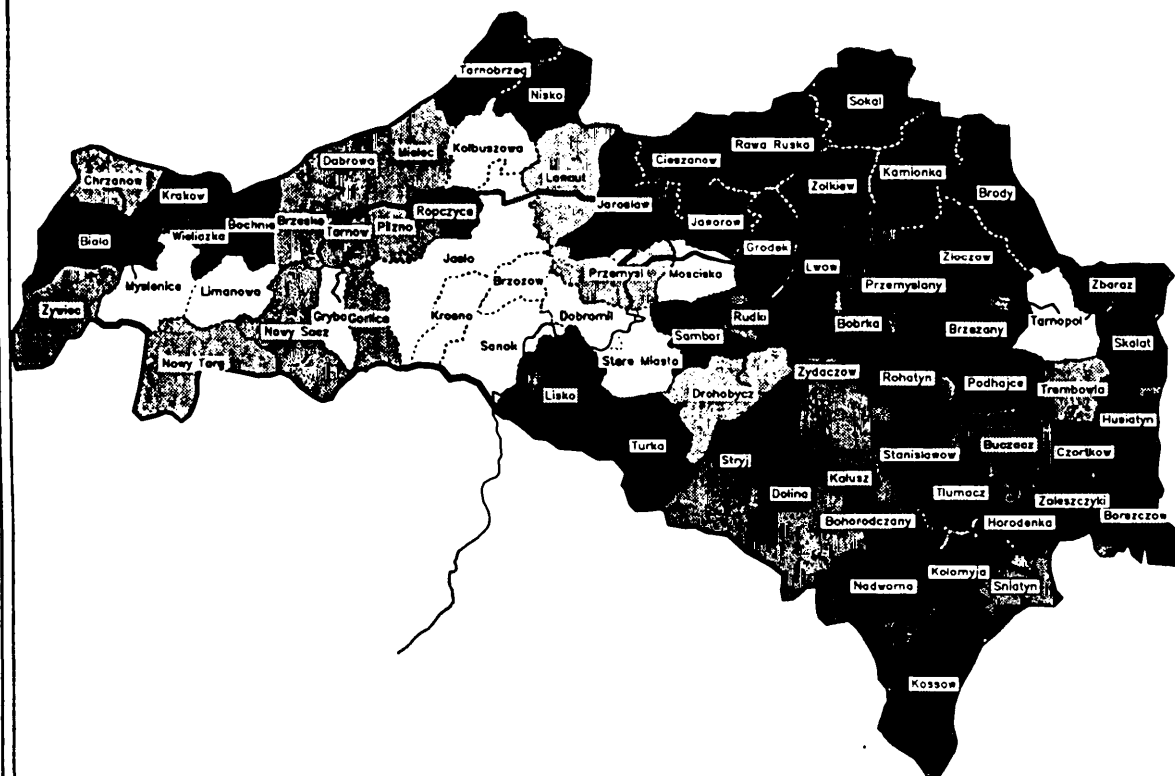 Tarnobrzeg
Nisko
Sokal
Rawa Ruska
Kolbuszowa
Mielec
Dabrowa
Cieszanow
Kamionka
Lancut
Chrzanow
Zolkiew
Krakow
Brody
Jaroslaw
Ropczyce
Jaworow
Bochnia
Brzesko
Tarnow
Pilzno
Wieliczka
Biala
Grodek
Jaslo
Zloczow
Lwow
Przemysl
Mosciska
Brzozow
Zbaraz
Przemyslany
Myslenice
Limanowa
Zywiec
Krosno
Dobromil
Grybow
Gorlice
Rudki
Bobrka
Tarnopol
Brzezany
Nowy Sacz
Sambor
Skalat
Sanok
Stare Miasto
Nowy Targ
Zydaczow
Rohatyn
Podhajce
Trembowla
Drohobycz
Lisko
Husiatyn
Turka
Buczacz
Czortkow
Stanislawow
Stryj
Kalusz
Dolina
Tlumacz
Zaleszczyki
Borszczow
Bohorodczany
Horodenka
Kolomyja
Nadworna
Sniatyn
Kossow